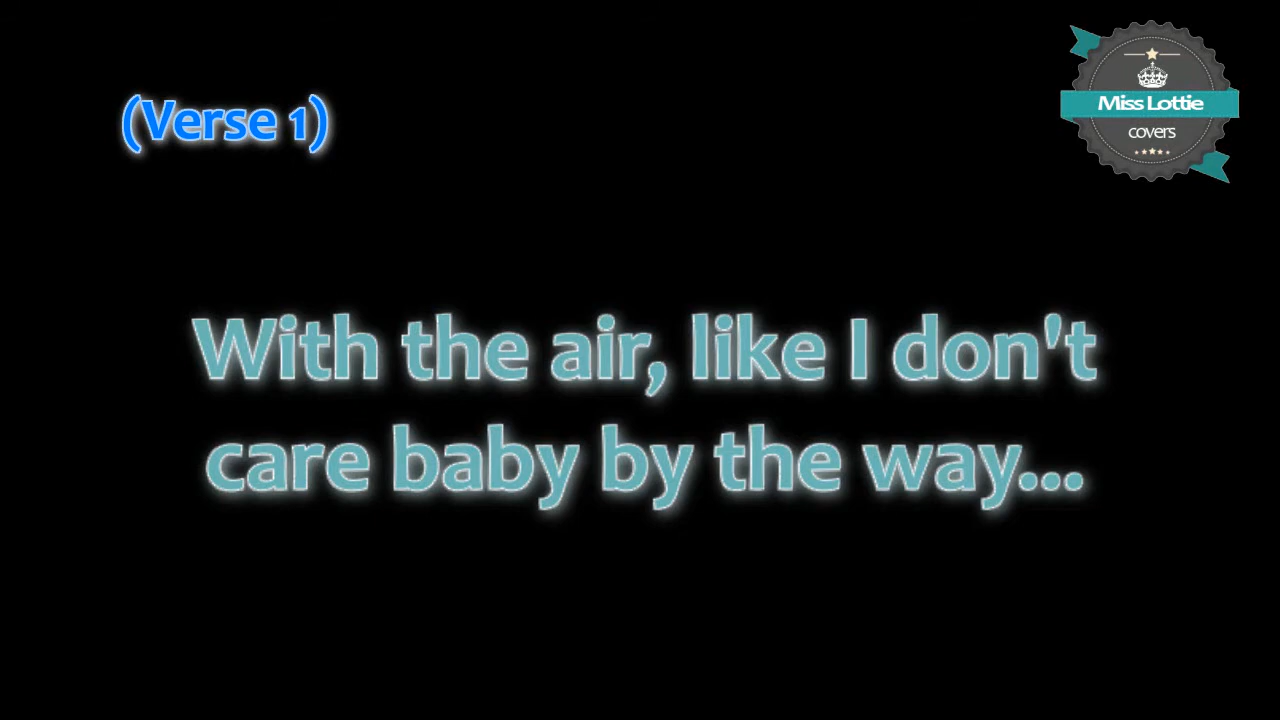 (Verse 1)
Miss Lottie
covers
With the air, like I don't
care baby by the way...